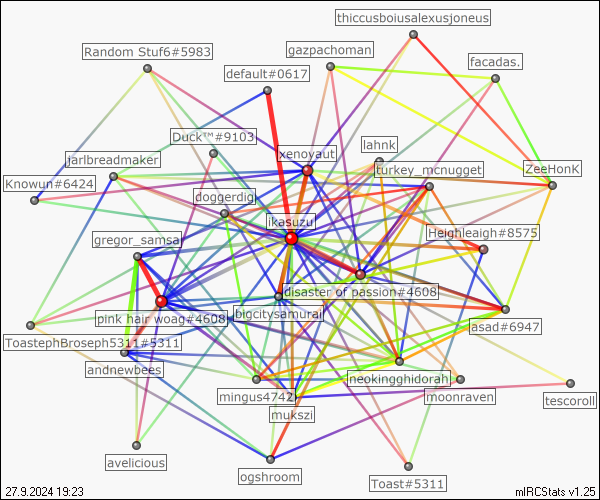 thiccusboiusalexusjoneus
Random Stuf6#5983
gazpachoman
facadas.
default#0617
Duck™#9103
xenoyaut
lahnk
jarlbreadmaker
turkey_mcnugget
ZeeHonK
Knowun#6424
doggerdig
ikasuzu
Heighleaigh#8575
gregor_samsa
disaster of passion#4608
pink hair woag#4608
bigcitysamurai
asad#6947
ToastephBroseph5311#5311
andnewbees
neokingghidorah
mingus4742
moonraven
tescoroll
mukszi
avelicious
ogshroom
Toast#5311
27.9.2024 19:23
mIRCStats v1.25